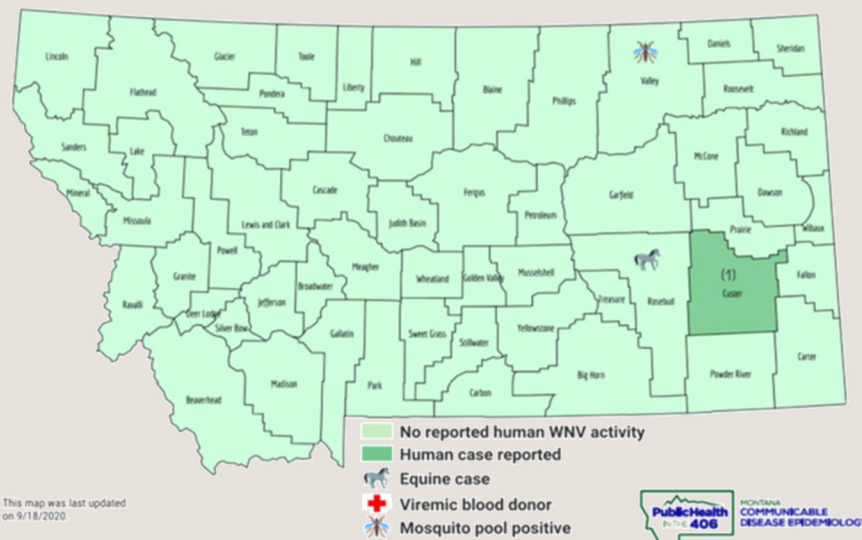 Lincoln
Flathead
Glacier
Toole
Liberty
Hill
Blaine
Phillips
Valley
Daniels
Sheridan
Roosevelt
Pondera
Teton
Chouteau
Sanders
Lake
Mineral
Missoula
Lewis and Clark
Cascade
Judith Basin
Fergus
Petroleum
Garfield
McCone
Richland
Dawson
Prairie
Wibaux
Powell
Granite
Ravalli
Deer Lodge
Silver Bow
Jefferson
Broadwater
Meagher
Wheatland
Golden Valley
Musselshell
Treasure
Rosebud
(1)
Custer
Fallon
Gallatin
Park
Sweet Grass
Stillwater
Yellowstone
Carbon
Big Horn
Powder River
Carter
Beaverhead
Madison
No reported human WNV activity
Human case reported
Equine case
Viremic blood donor
Mosquito pool positive
This map was last updated
on 9/18/2020.
PublicHealth
IN THE 406
MONTANA
COMMUNICABLE
DISEASE EPIDEMIOLOGY